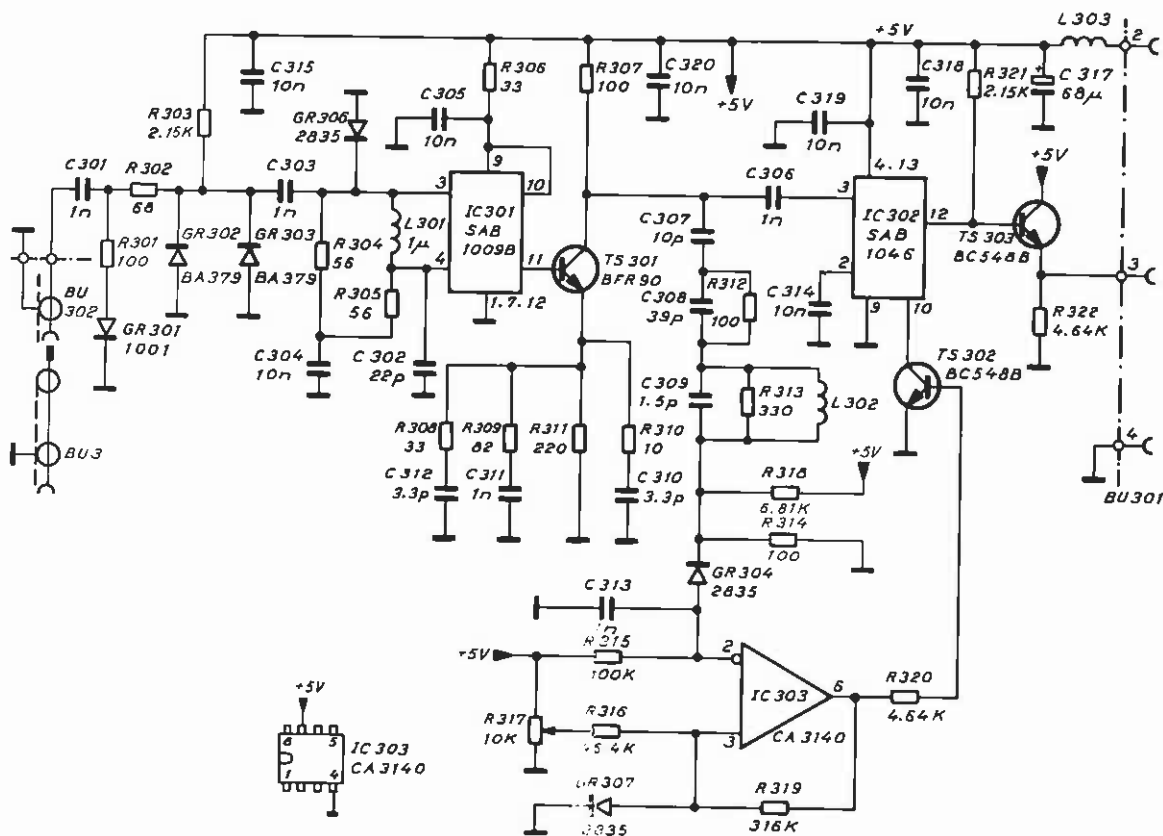 L303
2
+5V
C315
10n
R306
33
R307
100
C320
10n
+5V
C318
10n
R321
2.15K
+
C317
68µ
R303
2.15K
GR306
2835
C305
10n
C319
10n
+5V
C301
1n
R302
68
C303
1n
9
10
4.13
C306
1n
3
IC301
SAB
1009B
4
11
1.7.12
3
IC302
SAB
1046
12
2
9
10
TS303
BC548B
3
R301
100
GR302
BA379
GR303
BA379
R304
56
L301
1µ
R305
56
TS301
BFR90
C307
10p
C308
39p
R312
100
C314
10n
R322
4.64K
BU
302
GR301
1001
C304
10n
C302
22p
TS302
BC548B
C309
1.5p
R313
330
L302
BU3
R308
33
R309
82
R311
220
R310
10
C312
3.3p
C311
1n
C310
3.3p
R318
6.81K
+5V
4
BU301
R314
100
GR304
2835
C313
+5V
R315
100K
2
IC303
6
R320
4.64K
R317
10K
R316
3
CA3140
+5V
8
5
1
4
IC303
CA3140
R319
316K